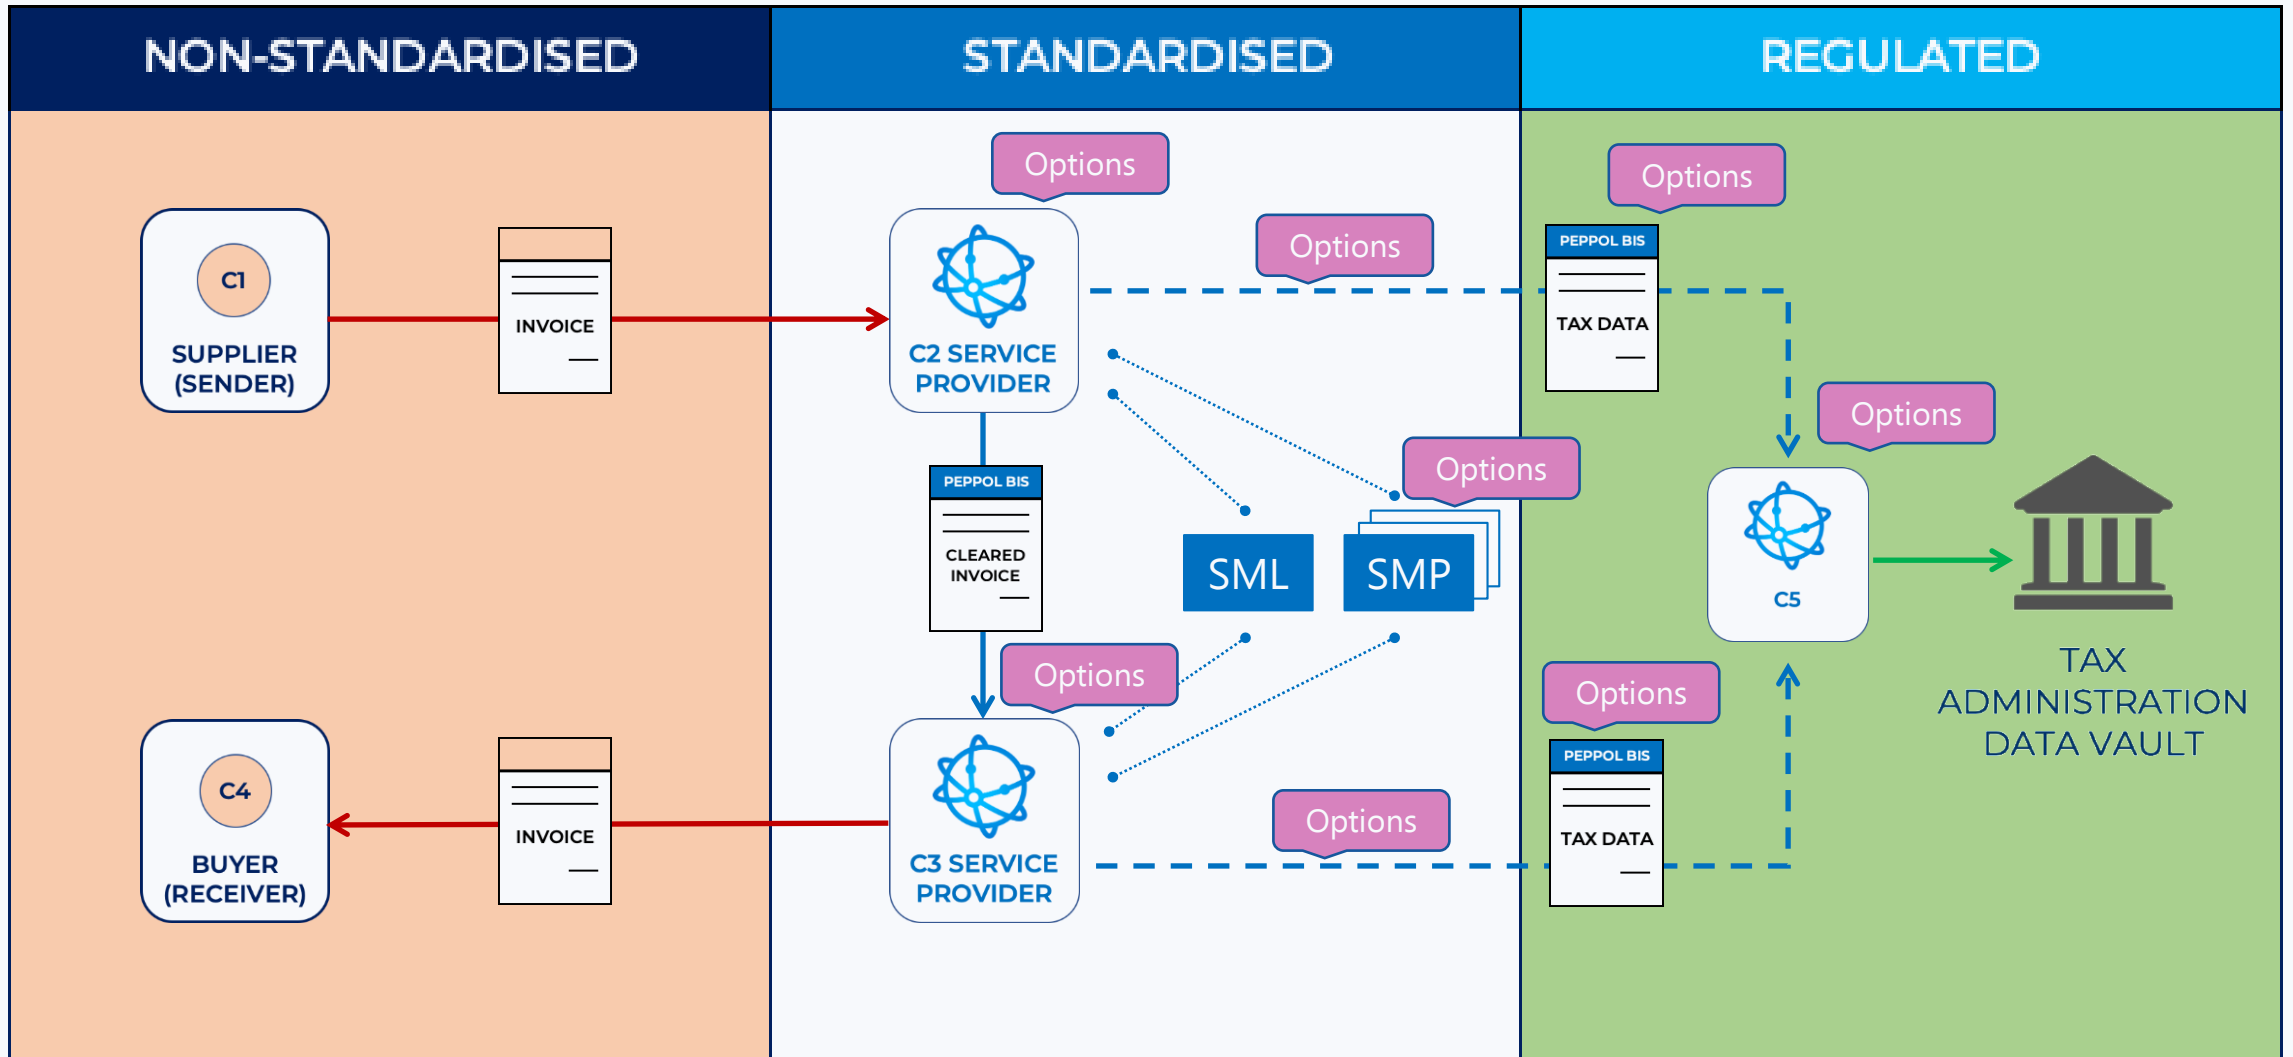 NON-STANDARDISED
STANDARDISED
REGULATED
Options
Options
Options
PEPPOL BIS
C1
SUPPLIER
(SENDER)
INVOICE
C2 SERVICE
PROVIDER
TAX DATA
Options
Options
PEPPOL BIS
CLEARED
INVOICE
SML
SMP
C5
Options
Options
TAX
ADMINISTRATION
DATA VAULT
PEPPOL BIS
C4
BUYER
(RECEIVER)
INVOICE
C3 SERVICE
PROVIDER
Options
TAX DATA